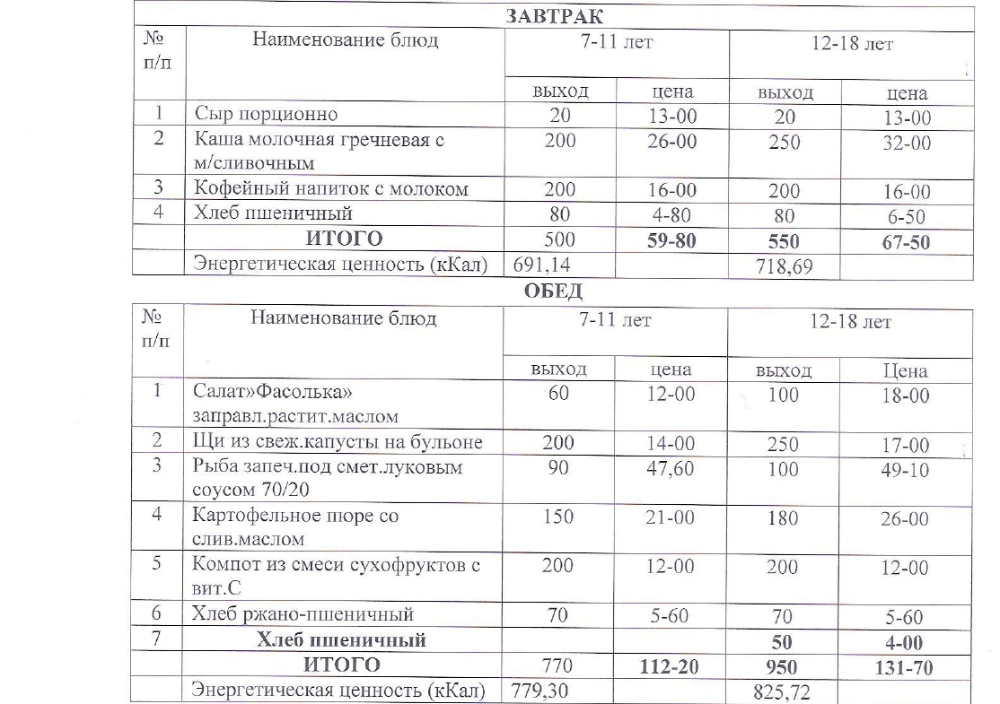 ЗАВТРАК
№ п/п Наименование блюд 7-11 лет 12-18 лет
выход цена выход цена
1 Сыр порционно 20 13-00 20 13-00
2 Каша молочная гречневая с 200 26-00 250 32-00
м/сливочным
3 Кофейный напиток с молоком 200 16-00 200 16-00
4 Хлеб пшеничный 80 4-80 80 6-50
ИТОГО 500 59-80 550 67-50
Энергетическая ценность (кКал) 691,14 718,69
ОБЕД
№ п/п Наименование блюд 7-11 лет 12-18 лет
выход цена выход Цена
1 Салат»Фасолька» 60 12-00 100 18-00
заправл.растит.маслом
2 Щи из свеж.капусты на бульоне 200 14-00 250 17-00
3 Рыба запеч.под смет.луковым 90 47,60 100 49-10
соусом 70/20
4 Картофельное пюре со 150 21-00 180 26-00
слив.маслом
5 Компот из смеси сухофруктов с 200 12-00 200 12-00
вит.С
6 Хлеб ржано-пшеничный 70 5-60 70 5-60
7 Хлеб пшеничный 50 4-00
ИТОГО 770 112-20 950 131-70
Энергетическая ценность (кКал) 779,30 825,72